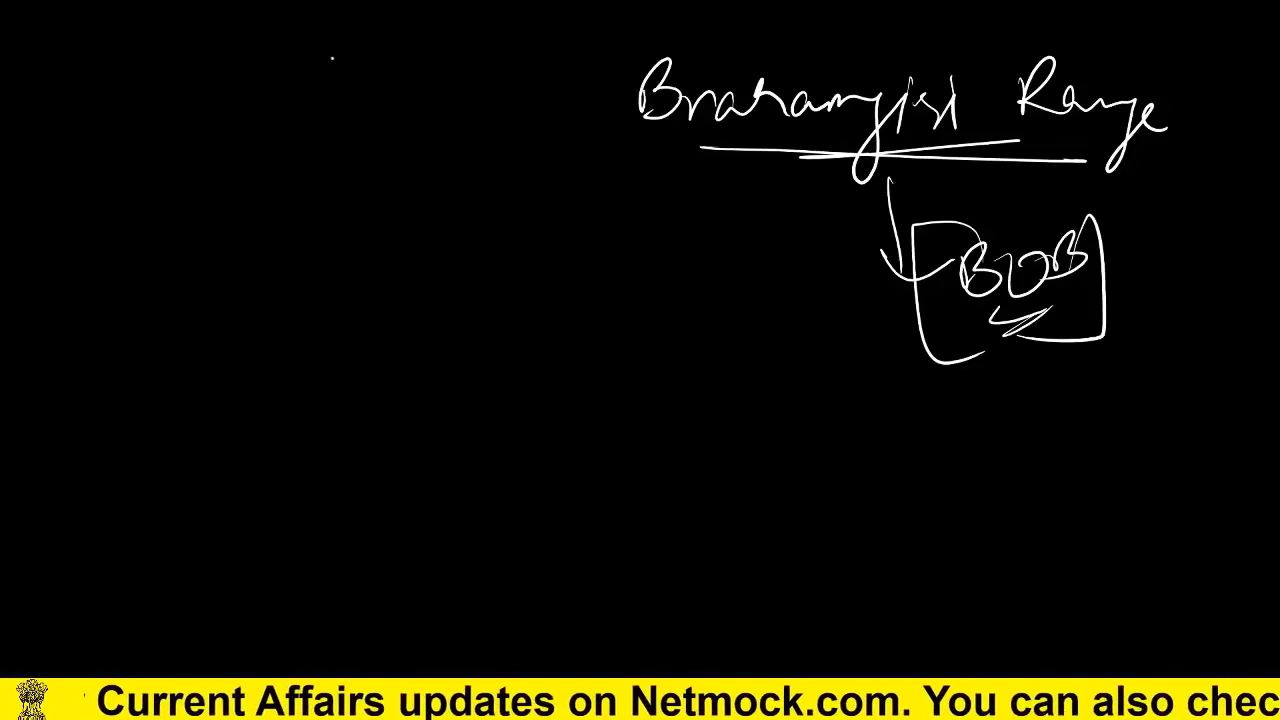 Brahamgiri Range
BOB
Current Affairs updates on Netmock.com. You can also chec